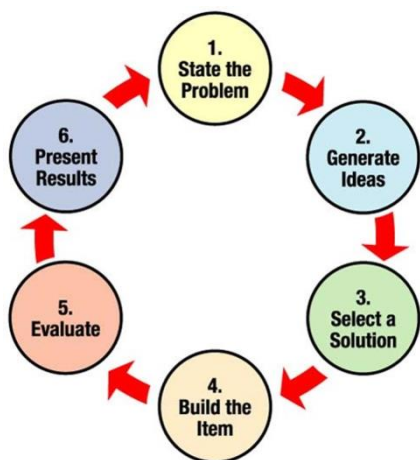 1.
State the
Problem
2.
Generate
Ideas
3.
Select a
Solution
4.
Build the
Item
5.
Evaluate
6.
Present
Results